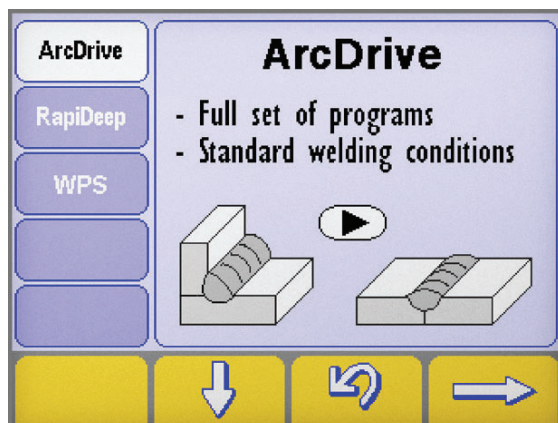 ArcDrive
RapiDeep
WPS
ArcDrive
- Full set of programs
- Standard welding conditions